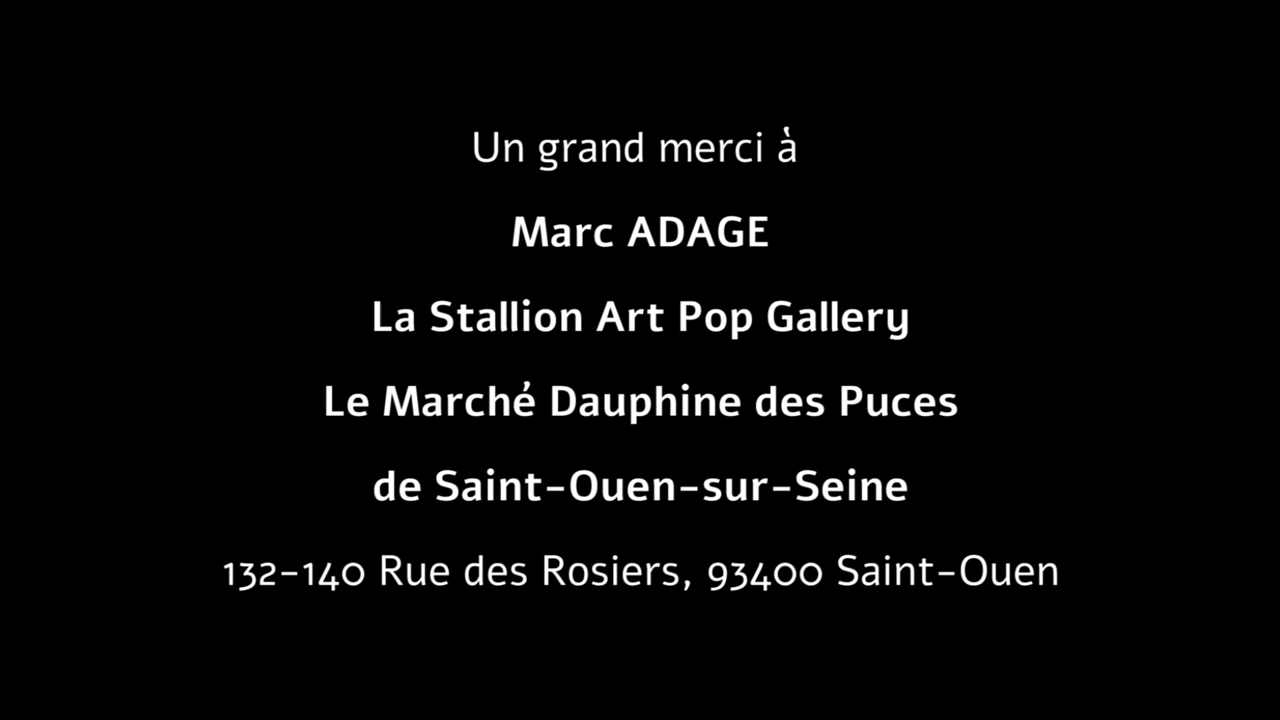 Un grand merci à
Marc ADAGE
La Stallion Art Pop Gallery
Le Marché Dauphine des Puces
de Saint-Ouen-sur-Seine
132-140 Rue des Rosiers, 93400 Saint-Ouen